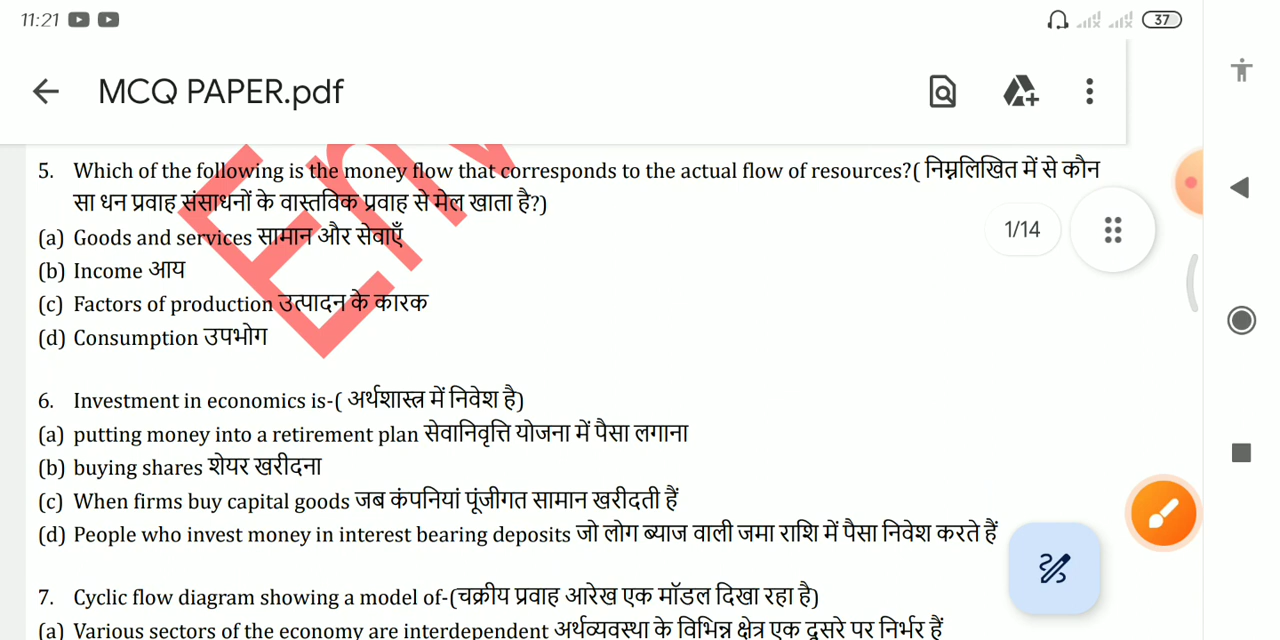 11:21
37
MCQ PAPER.pdf
5. Which of the following is the money flow that corresponds to the actual flow of resources?( निम्नलिखित में से कौन
सा धन प्रवाह संसाधनों के वास्तविक प्रवाह से मेल खाता है?)
(a) Goods and services सामान और सेवाएँ
1/14
(b) Income आय
(c) Factors of production उत्पादन के कारक
(d) Consumption उपभोग
6. Investment in economics is-( अर्थशास्त्र में निवेश है)
(a) putting money into a retirement plan सेवानिवृत्ति योजना में पैसा लगाना
(b) buying shares शेयर खरीदना
(c) When firms buy capital goods जब कंपनियां पूंजीगत सामान खरीदती हैं
(d) People who invest money in interest bearing deposits जो लोग ब्याज वाली जमा राशि में पैसा निवेश करते हैं
7. Cyclic flow diagram showing a model of-(चक्रीय प्रवाह आरेख एक मॉडल दिखा रहा है)
(a) Various sectors of the economy are interdependent अर्थव्यवस्था के विभिन्न क्षेत्र एक दूसरे पर निर्भर हैं